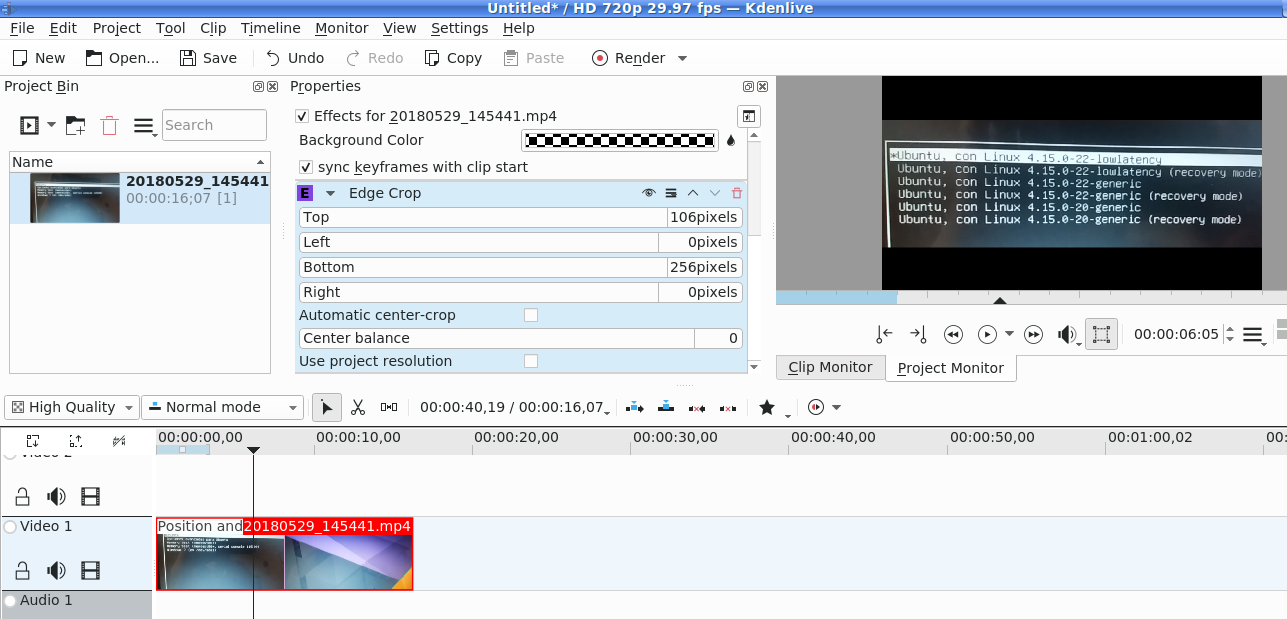 Untitled* / HD 720p 29.97 fps — Kdenlive
File Edit Project Tool Clip Timeline Monitor View Settings Help
New Open... Save Undo Redo Copy Paste Render
Project Bin
Properties
Search
Name
20180529_145441
00:00:16;07 [1]
Effects for 20180529_145441.mp4
Background Color
sync keyframes with clip start
E Edge Crop
Top 106pixels
Left 0pixels
Bottom 256pixels
Right 0pixels
Automatic center-crop
Center balance 0
Use project resolution
*Ubuntu, con Linux 4.15.0-22-lowlatency
Ubuntu, con Linux 4.15.0-22-lowlatency (recovery mode)
Ubuntu, con Linux 4.15.0-22-generic
Ubuntu, con Linux 4.15.0-22-generic (recovery mode)
Ubuntu, con Linux 4.15.0-20-generic
Ubuntu, con Linux 4.15.0-20-generic (recovery mode)
00:00:06:05
Clip Monitor Project Monitor
High Quality Normal mode 00:00:40,19 / 00:00:16,07
00:00:00,00 00:00:10,00 00:00:20,00 00:00:30,00 00:00:40,00 00:00:50,00 00:01:00,02 00:
Video 2
Video 1
Position and 20180529_145441.mp4
Audio 1